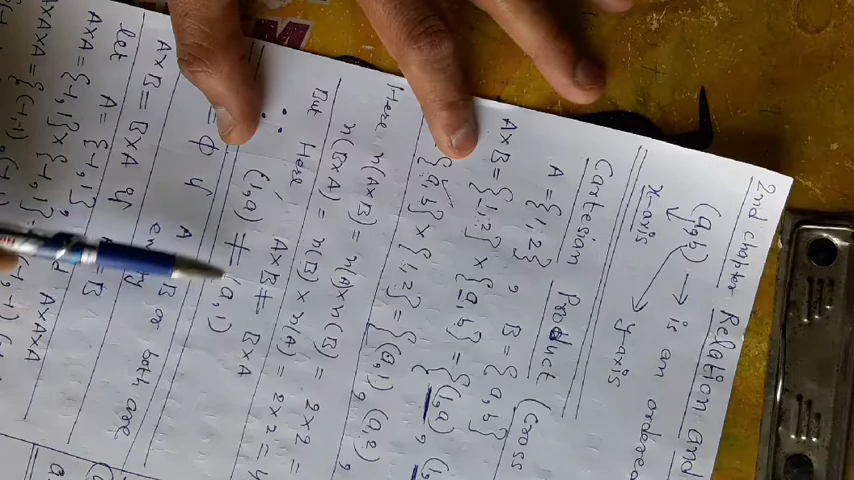 2nd chapter Relation and
(a,b) → is an ordered
x-axis y-axis
Cartesian Product (Cross
A = {1,2} , B = {a,b}
A×B = {1,2} × {a,b} = {(1,a), (1,
{a,b} × {1,2} = {(a,1), (a,2),
Here n(A×B) = n(A)×n(B) = 2×2 =
n(B×A) = n(B) × n(A) = 2×2 = 4
But Here, A×B ≠ B×A
∴ (1,a) ≠ (a,1)
= ϕ if A B or both are
A×B = B×A if A = B
let A = {-1,1},
A×A = {-1,1} × {-1,1}
A×A×A
A×A×A = {(-1,-1), (-1,